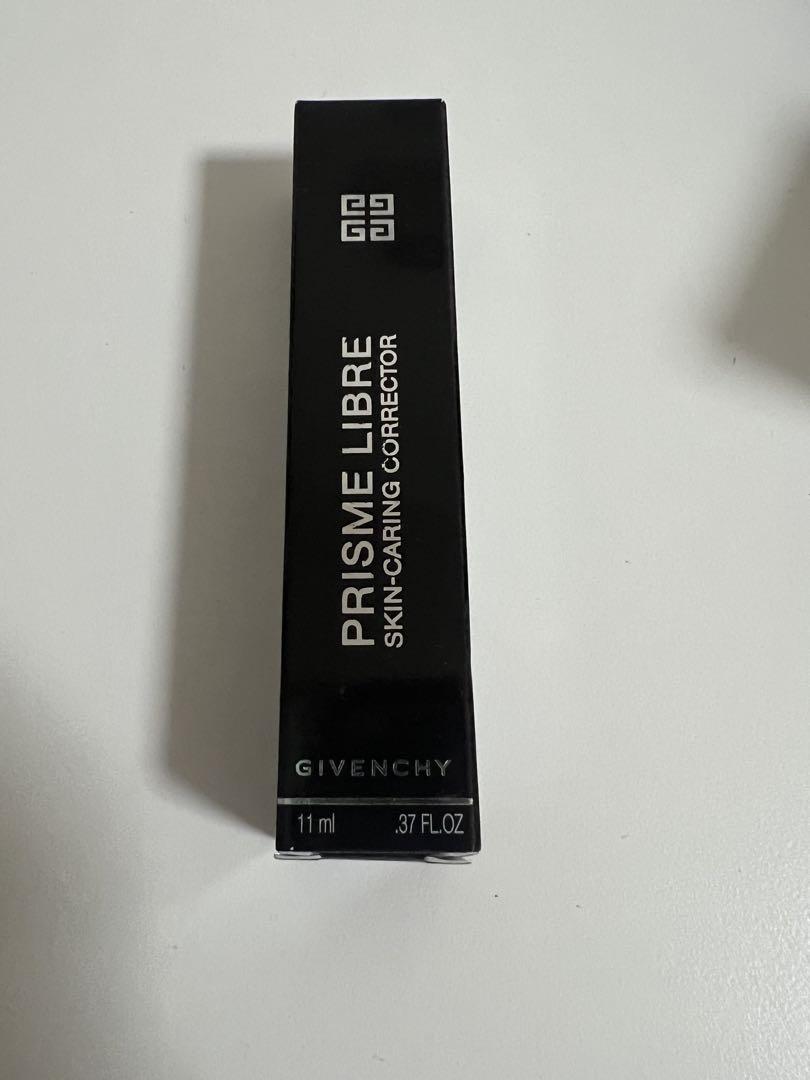 PRISME LIBRE
SKIN-CARING CORRECTOR
GIVENCHY
11 ml .37 FL.OZ